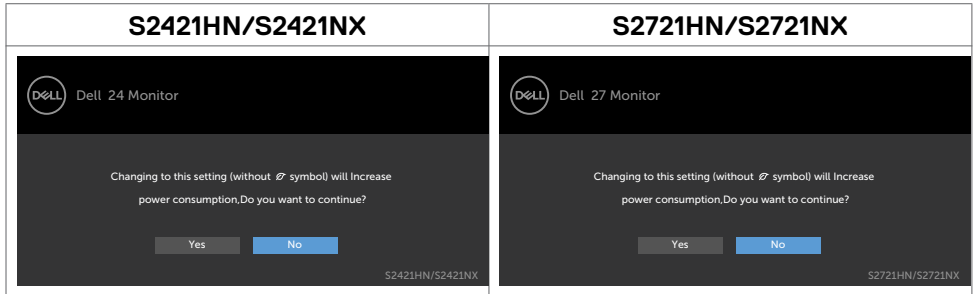 S2421HN/S2421NX
S2721HN/S2721NX
DELL
Dell 24 Monitor
Changing to this setting (without symbol) will Increase
power consumption,Do you want to continue?
Yes
No
S2421HN/S2421NX
DELL
Dell 27 Monitor
Changing to this setting (without symbol) will Increase
power consumption,Do you want to continue?
Yes
No
S2721HN/S2721NX